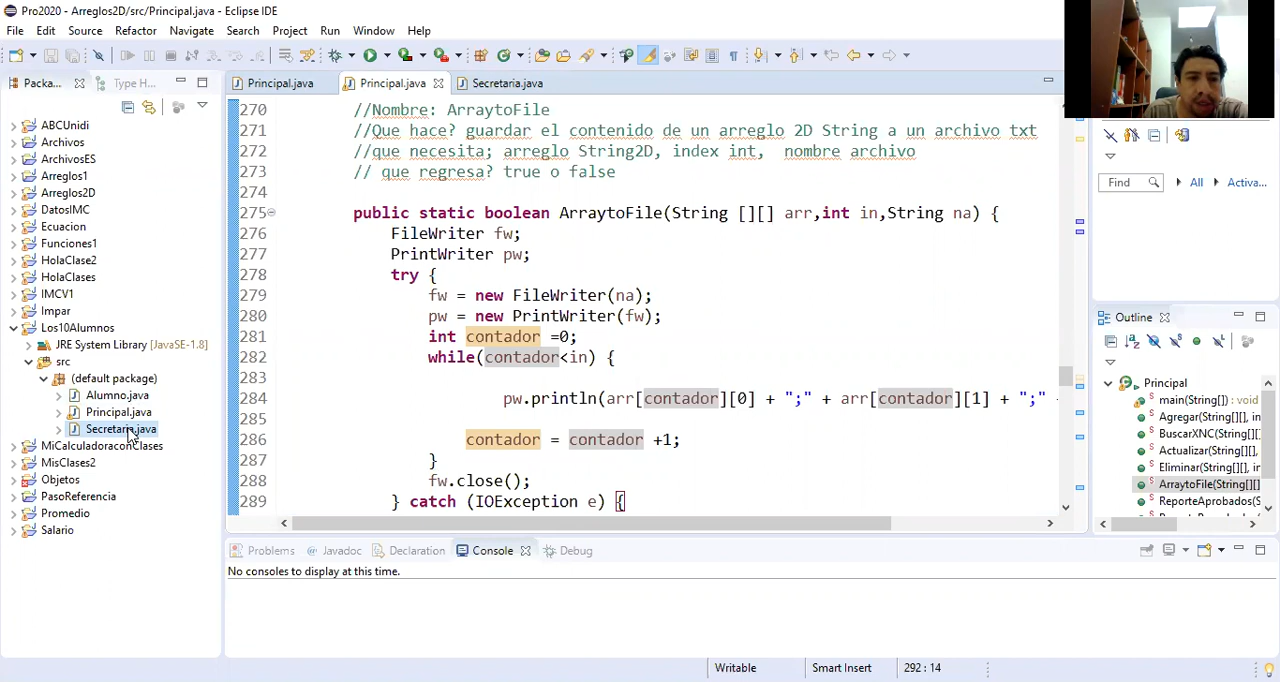 Pro2020 - Arreglos2D/src/Principal.java - Eclipse IDE
File Edit Source Refactor Navigate Search Project Run Window Help
Packa... Type H...
Principal.java Principal.java Secretaria.java
ABCUnidi
Archivos
ArchivosES
Arreglos1
Arreglos2D
DatosIMC
Ecuacion
Funciones1
HolaClase2
HolaClases
IMCV1
Impar
Los10Alumnos
JRE System Library [JavaSE-1.8]
src
(default package)
Alumno.java
Principal.java
Secretaria.java
MiCalculadoraconClases
MisClases2
Objetos
PasoReferencia
Promedio
Salario
270 //Nombre: ArraytoFile
271 //Que hace? guardar el contenido de un arreglo 2D String a un archivo txt
272 //que necesita; arreglo String2D, index int, nombre archivo
273 // que regresa? true o false
274
275 public static boolean ArraytoFile(String [][] arr,int in,String na) {
276 FileWriter fw;
277 PrintWriter pw;
278 try {
279 fw = new FileWriter(na);
280 pw = new PrintWriter(fw);
281 int contador =0;
282 while(contador<in) {
283
284 pw.println(arr[contador][0] + ";" + arr[contador][1] + ";" +
285
286 contador = contador +1;
287 }
288 fw.close();
289 } catch (IOException e) {
Find All Activa...
Outline
Principal
main(String[]) : void
Agregar(String[][], in
BuscarXNC(String[][],
Actualizar(String[][],
Eliminar(String[][], in
ArraytoFile(String[][]
ReporteAprobados(S
Problems Javadoc Declaration Console Debug
No consoles to display at this time.
Writable Smart Insert 292 : 14